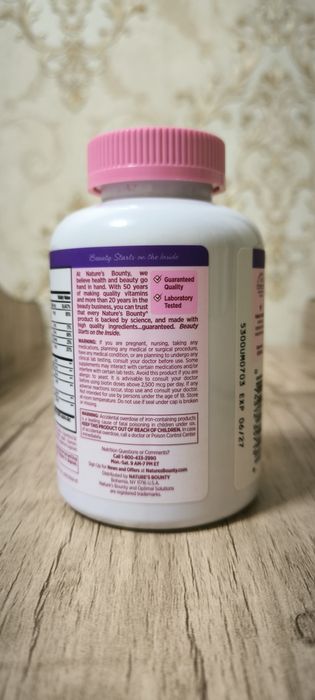 Beauty Starts on the Inside
At Nature's Bounty, we
believe health and beauty go
hand in hand. With 50 years
of making quality vitamins
and more than 20 years in the
beauty business, you can trust
that every Nature's Bounty®
product is backed by science, and made with
high quality ingredients...guaranteed. Beauty
Starts on the Inside.
Guaranteed
Quality
Laboratory
Tested
WARNING: If you are pregnant, nursing, taking any
medications, planning any medical or surgical procedure,
have any medical condition, or are planning to undergo any
clinical lab testing, consult your doctor before use. Some
ingredients may interact with certain medications and/or
interfere with certain lab tests. Avoid this product if you are
allergic to
It is advisable to consult your doctor
before using biotin doses above 2,500 mcg per day. If any
adverse reactions occur, stop use and consult your doctor.
Not intended for use by persons under the age of 18. Store
at room temperature. Do not use if seal under cap is broken
or missing.
WARNING: Accidental overdose of iron-containing products
is a leading cause of fatal poisoning in children under six.
KEEP THIS PRODUCT OUT OF REACH OF CHILDREN. In case
of accidental overdose, call a doctor or Poison Control Center
immediately.
Nutrition Questions or Comments?
Call 1-800-433-2990
Mon.-Sat. 9 AM-7 PM ET
Sign Up for News and Offers at NaturesBounty.com
Distributed by NATURE'S BOUNTY
Bohemia, NY 11716 U.S.A.
Nature's Bounty and Optimal Solutions
are registered trademarks.
EXP 06/27